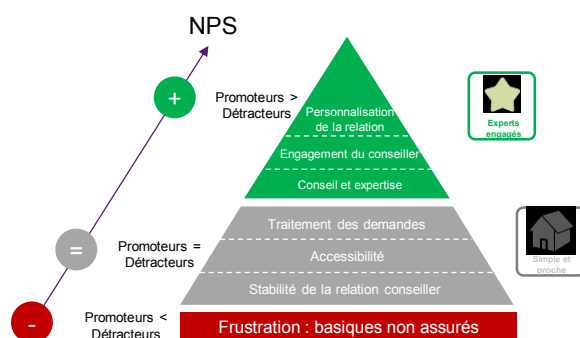 NPS
+
Promoteurs >
Détracteurs
Personnalisation
de la relation
Engagement du conseiller
Conseil et expertise
Experts
engagés
=
Promoteurs =
Détracteurs
Traitement des demandes
Accessibilité
Stabilité de la relation conseiller
Simple et
proche
-
Promoteurs <
Détracteurs
Frustration : basiques non assurés